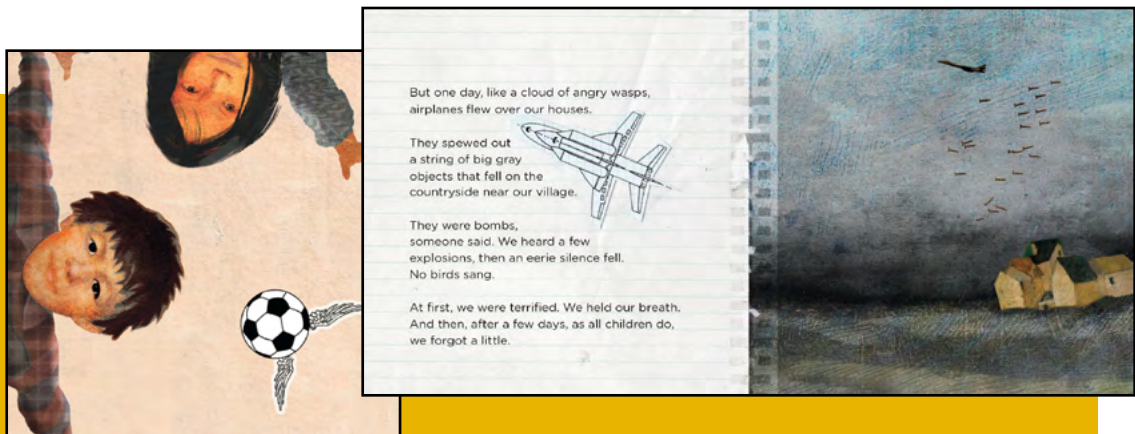 But one day, like a cloud of angry wasps,
airplanes flew over our houses.
They spewed out
a string of big gray
objects that fell on the
countryside near our village.
They were bombs,
someone said. We heard a few
explosions, then an eerie silence fell.
No birds sang.
At first, we were terrified. We held our breath.
And then, after a few days, as all children do,
we forgot a little.